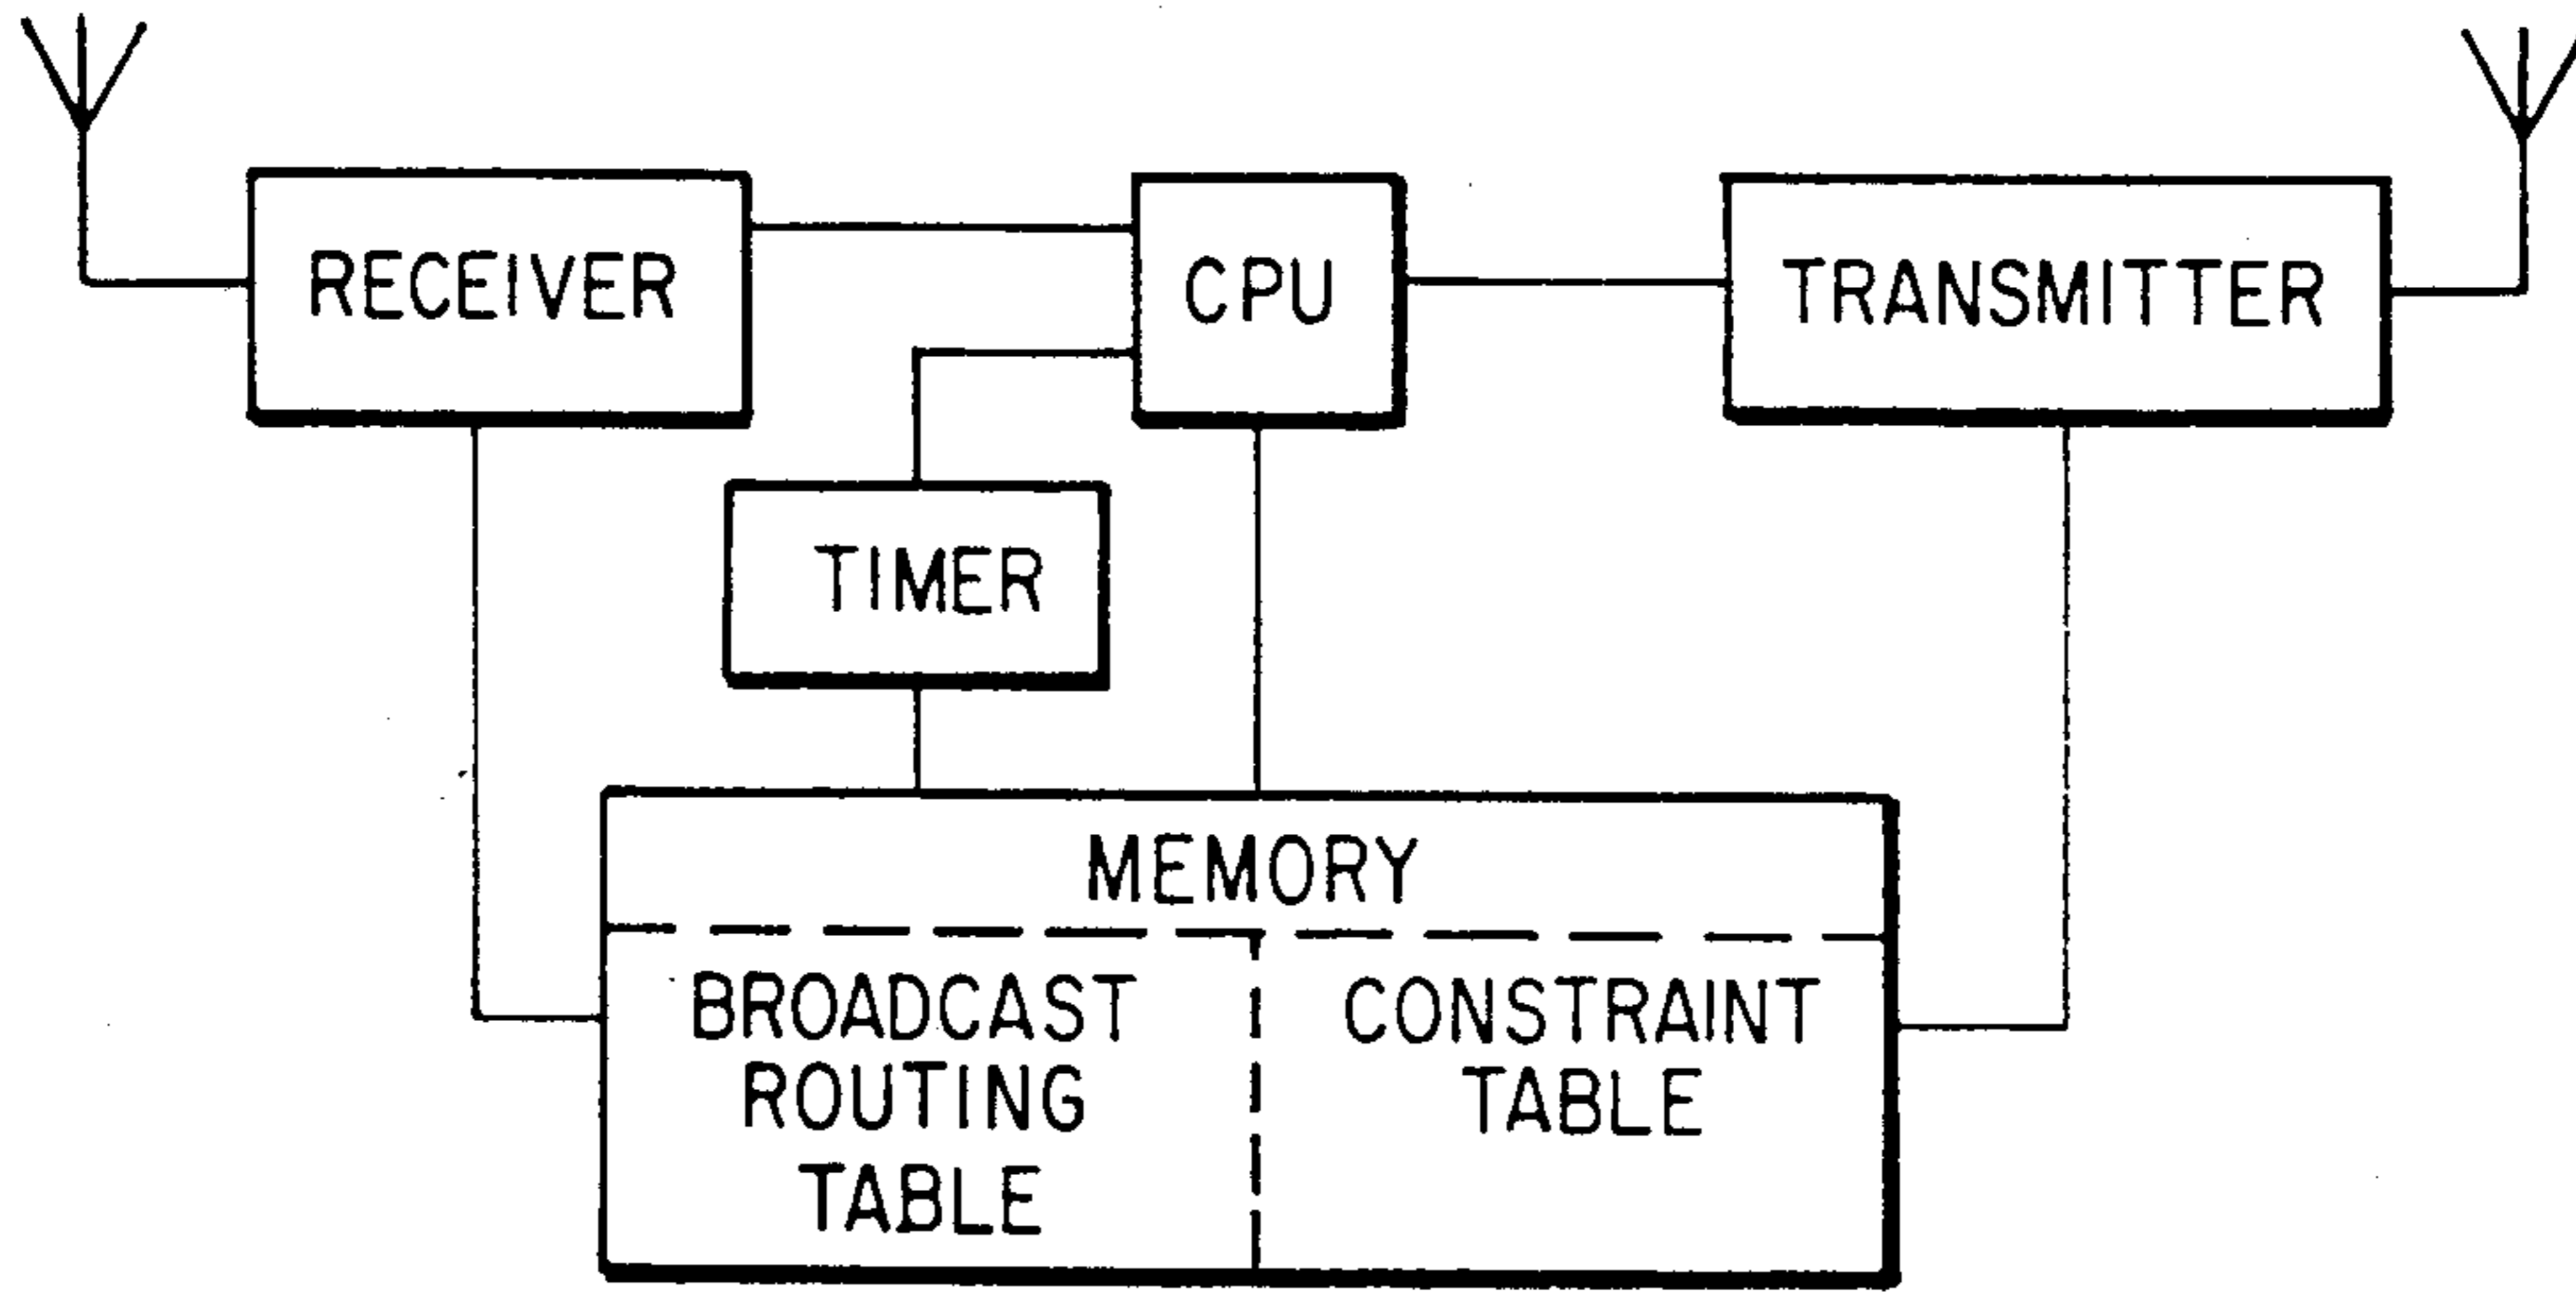 RECEIVER
CPU
TRANSMITTER
TIMER
MEMORY
BROADCAST
ROUTING
TABLE
CONSTRAINT
TABLE